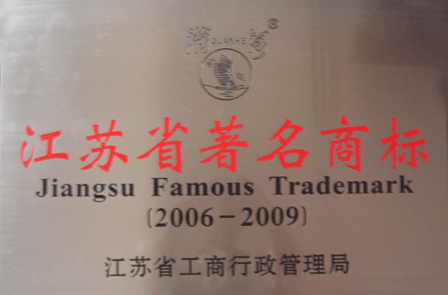 GUANHE
®
江苏省著名商标
Jiangsu Famous Trademark
(2006-2009)
江苏省工商行政管理局